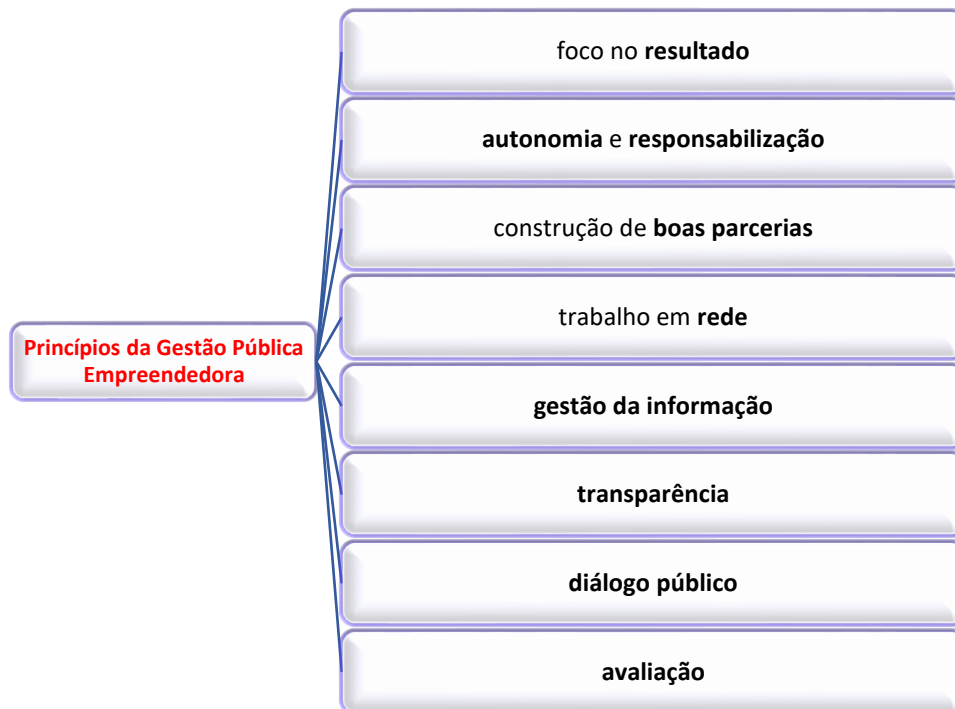 foco no resultado
autonomia e responsabilização
construção de boas parcerias
trabalho em rede
Princípios da Gestão Pública
Empreendedora
gestão da informação
transparência
diálogo público
avaliação